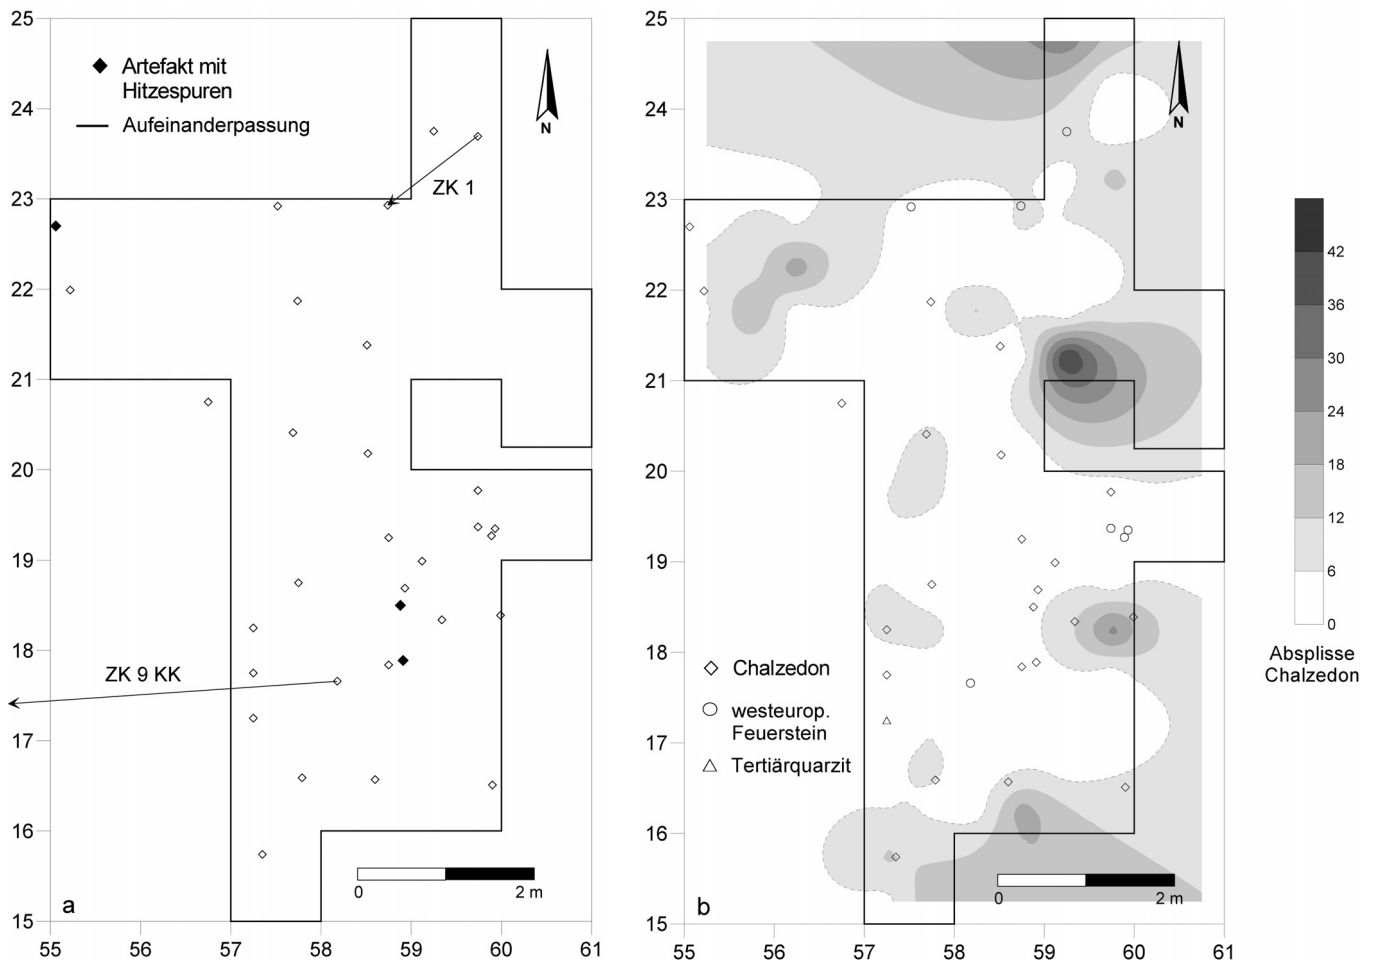 25
24
23
22
21
20
19
18
17
16
15
55 56 57 58 59 60 61
Artefakt mit
Hitzespuren
Aufeinanderpassung
N
ZK 1
ZK 9 KK
0 2 m
a
25
24
23
22
21
20
19
18
17
16
15
55 56 57 58 59 60 61
N
Chalzedon
westeurop.
Feuerstein
Tertiärquarzit
0 2 m
b
42
36
30
24
18
12
6
0
Absplisse
Chalzedon